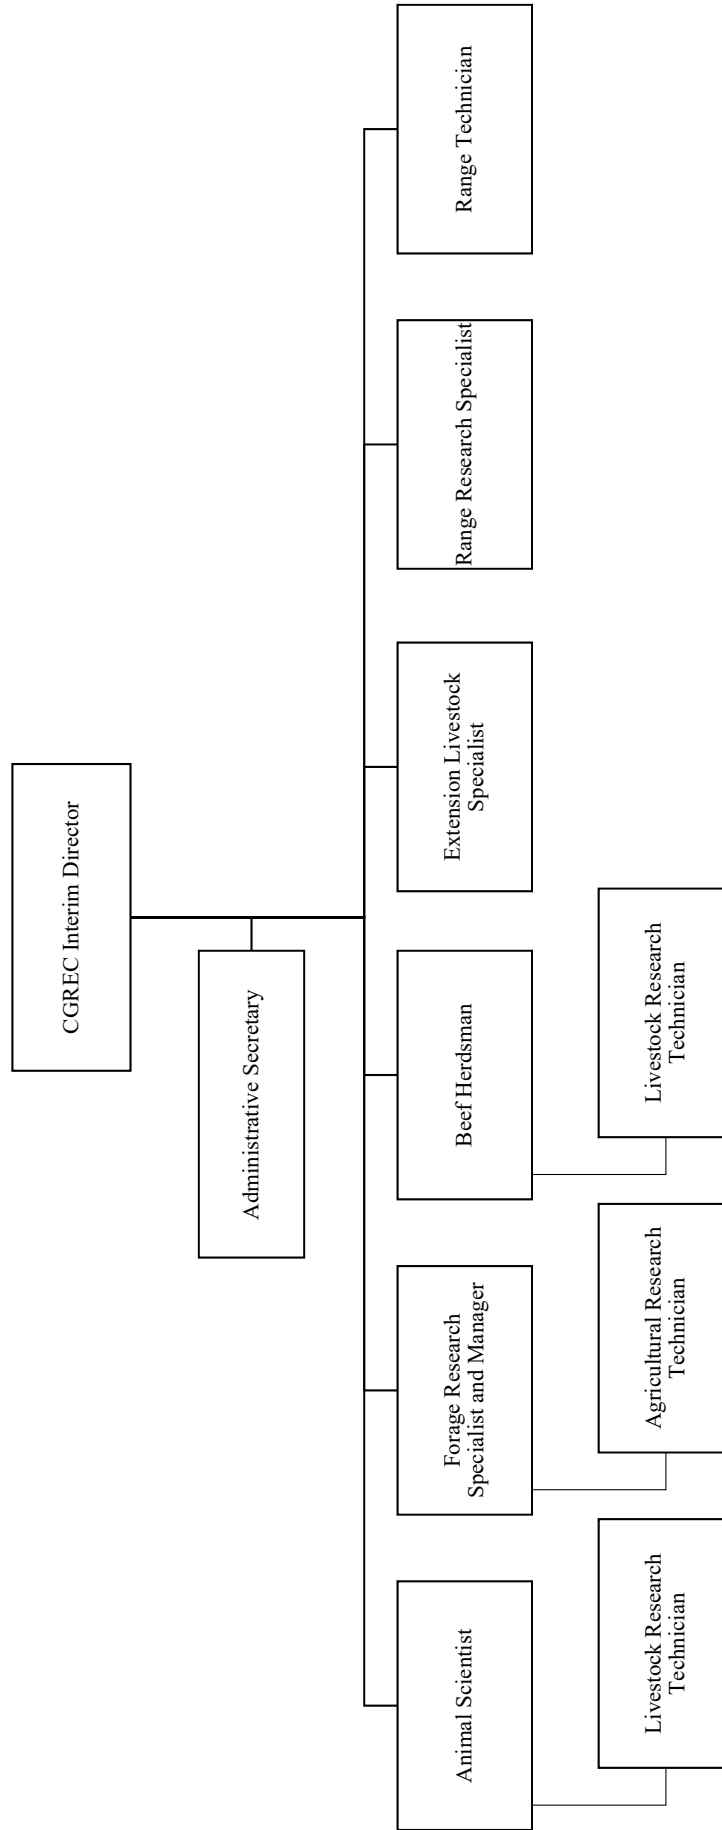 CGREC Interim Director
Administrative Secretary
Animal Scientist
Forage Research
Specialist and Manager
Beef Herdsman
Extension Livestock
Specialist
Range Research Specialist
Range Technician
Livestock Research
Technician
Agricultural Research
Technician
Livestock Research
Technician